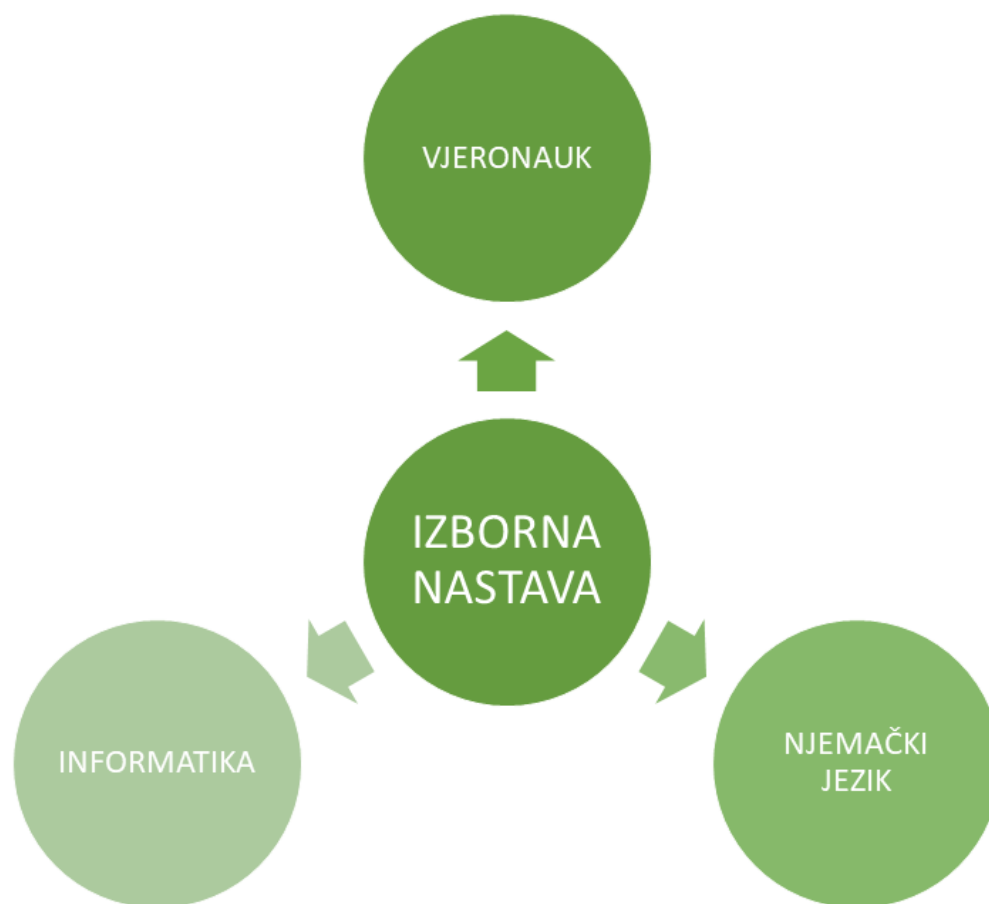 VJERONAUK
IZBORNA
NASTAVA
INFORMATIKA
NJEMAČKI
JEZIK